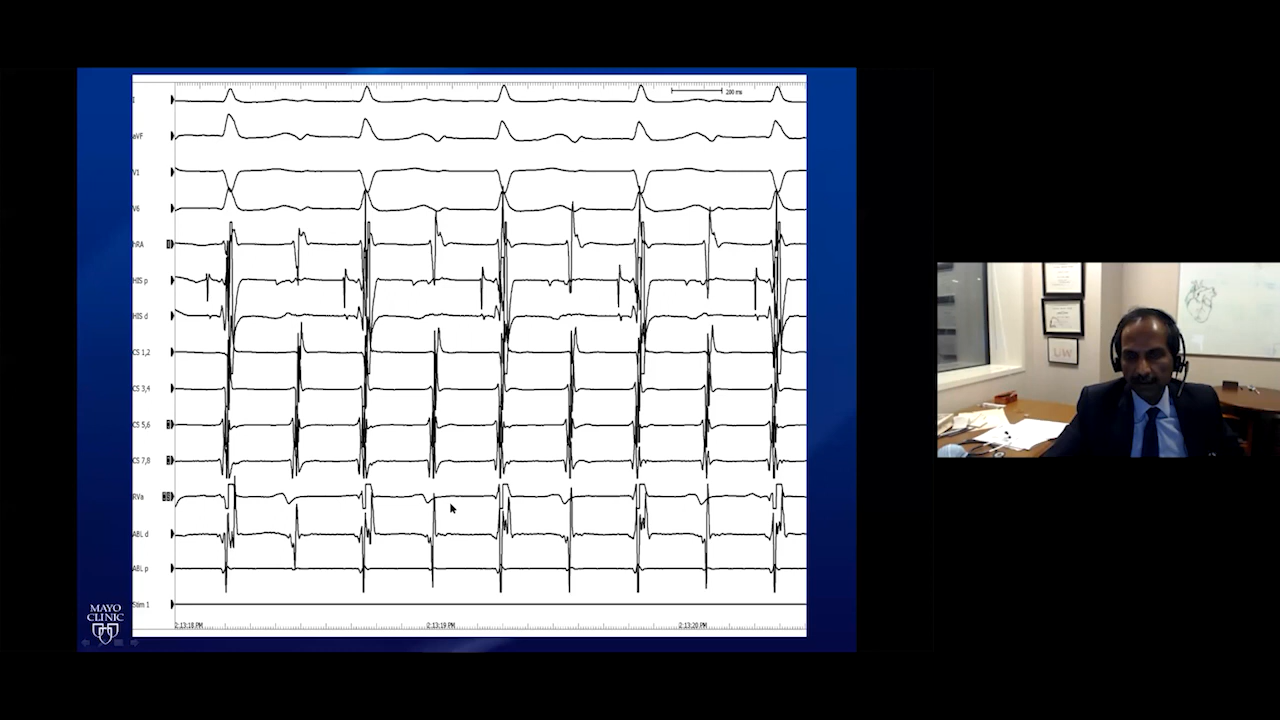 I
200 ms
aVF
V1
V6
hRA
HIS p
HIS d
CS 1,2
CS 3,4
CS 5,6
CS 7,8
RVa
ABL d
ABL p
Stim 1
2:13:18 PM
2:13:19 PM
2:13:20 PM
MAYO
CLINIC
UW